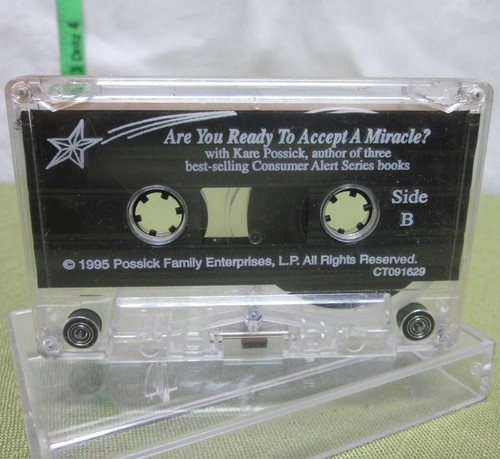 Are You Ready To Accept A Miracle?
with Kare Possick, author of three
best-selling Consumer Alert Series books
Side
B
© 1995 Possick Family Enterprises, L.P. All Rights Reserved.
CT091629